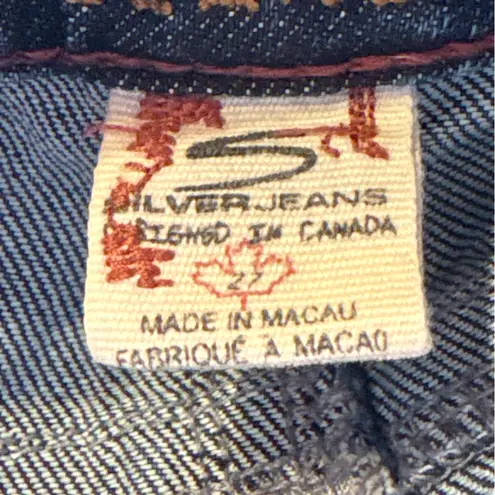 S
SILVER JEANS
DESIGNED IN CANADA
27
MADE IN MACAU
FABRIQUÉ À MACAO